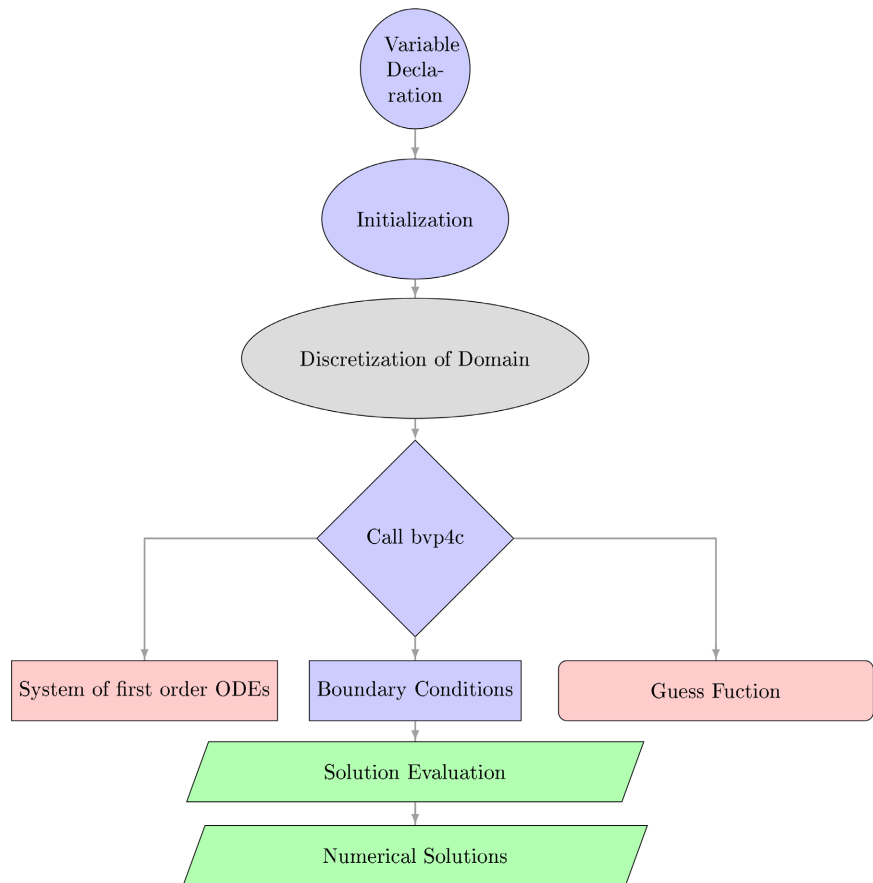 Variable
Decla-
ration
Initialization
Discretization of Domain
Call bvp4c
System of first order ODEs
Boundary Conditions
Guess Fuction
Solution Evaluation
Numerical Solutions